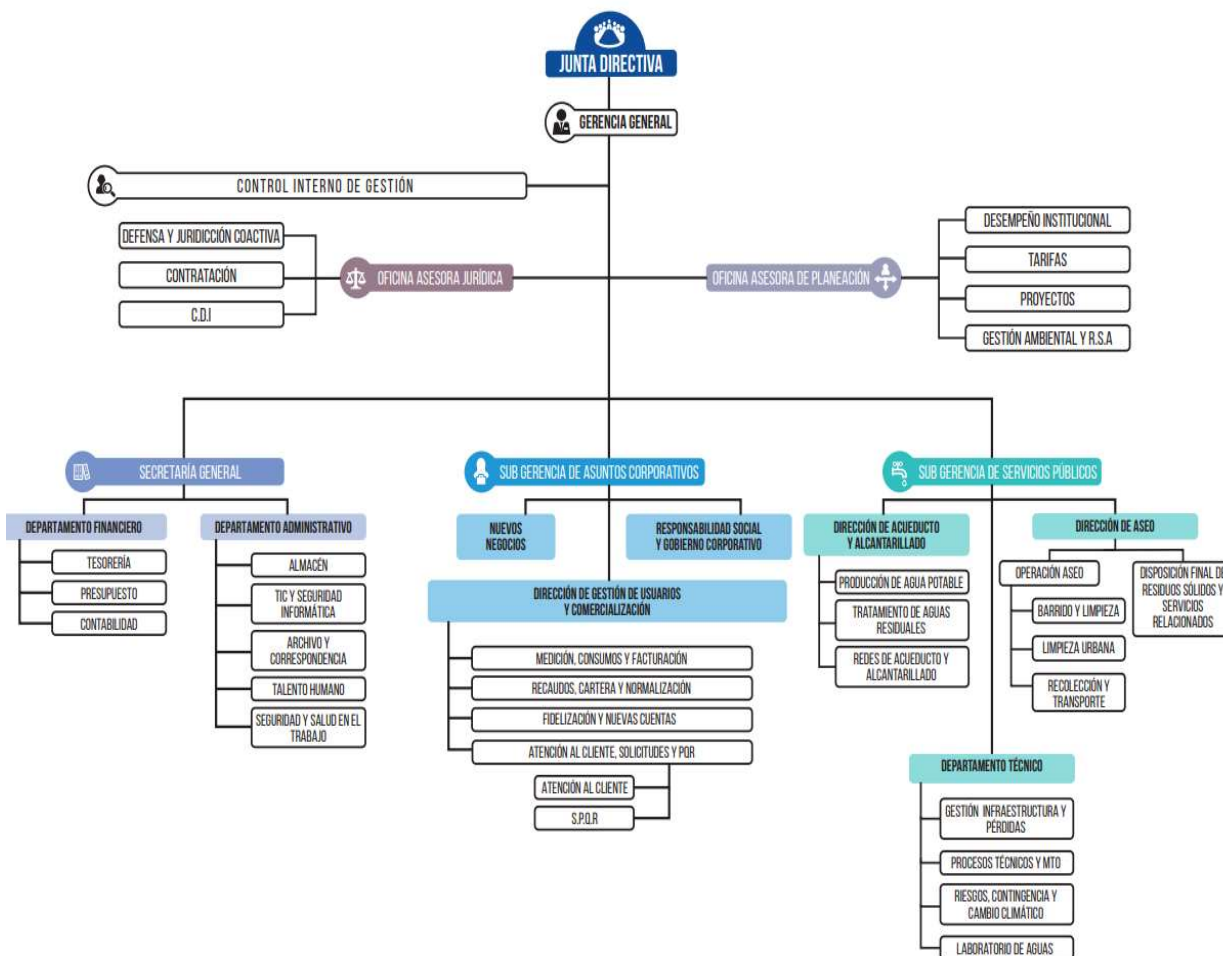 JUNTA DIRECTIVA
GERENCIA GENERAL
CONTROL INTERNO DE GESTIÓN
DEFENSA Y JURIDICCIÓN COACTIVA
CONTRATACIÓN
C.D.I
OFICINA ASESORA JURÍDICA
OFICINA ASESORA DE PLANEACIÓN
DESEMPEÑO INSTITUCIONAL
TARIFAS
PROYECTOS
GESTIÓN AMBIENTAL Y R.S.A
SECRETARÍA GENERAL
DEPARTAMENTO FINANCIERO
TESORERÍA
PRESUPUESTO
CONTABILIDAD
DEPARTAMENTO ADMINISTRATIVO
ALMACÉN
TIC Y SEGURIDAD
INFORMÁTICA
ARCHIVO Y
CORRESPONDENCIA
TALENTO HUMANO
SEGURIDAD Y SALUD EN EL
TRABAJO
SUB GERENCIA DE ASUNTOS CORPORATIVOS
NUEVOS
NEGOCIOS
RESPONSABILIDAD SOCIAL
Y GOBIERNO CORPORATIVO
DIRECCIÓN DE GESTIÓN DE USUARIOS
Y COMERCIALIZACIÓN
MEDICIÓN, CONSUMOS Y FACTURACIÓN
RECAUDOS, CARTERA Y NORMALIZACIÓN
FIDELIZACIÓN Y NUEVAS CUENTAS
ATENCIÓN AL CLIENTE, SOLICITUDES Y PQR
ATENCIÓN AL CLIENTE
S.P.Q.R
SUB GERENCIA DE SERVICIOS PÚBLICOS
DIRECCIÓN DE ACUEDUCTO
Y ALCANTARILLADO
PRODUCCIÓN DE AGUA POTABLE
TRATAMIENTO DE AGUAS
RESIDUALES
REDES DE ACUEDUCTO Y
ALCANTARILLADO
DIRECCIÓN DE ASEO
OPERACIÓN ASEO
BARRIDO Y LIMPIEZA
LIMPIEZA URBANA
RECOLECCIÓN Y
TRANSPORTE
DISPOSICIÓN FINAL DE
RESIDUOS SÓLIDOS Y
SERVICIOS
RELACIONADOS
DEPARTAMENTO TÉCNICO
GESTIÓN INFRAESTRUCTURA Y
PÉRDIDAS
PROCESOS TÉCNICOS Y MTO
RIESGOS, CONTINGENCIA Y
CAMBIO CLIMÁTICO
LABORATORIO DE AGUAS